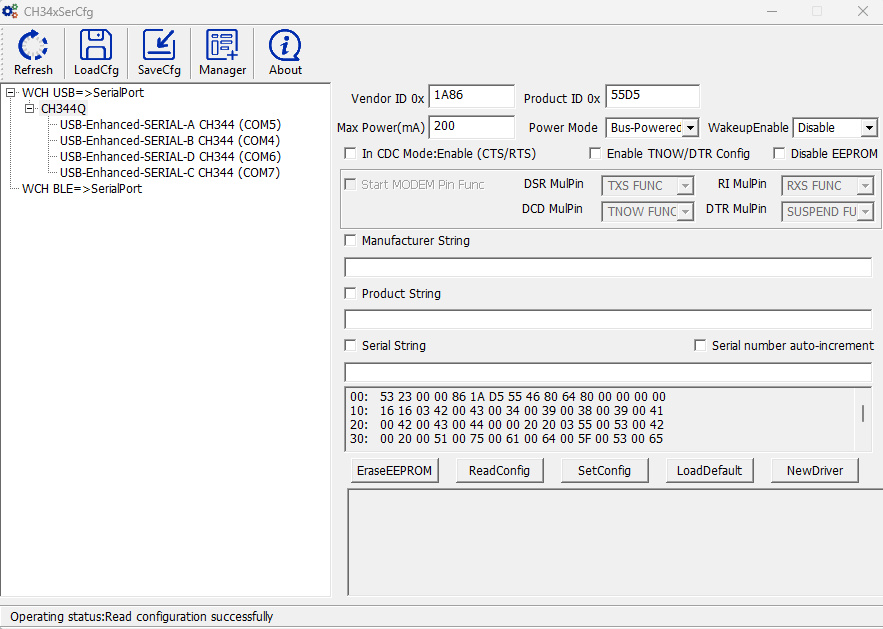 CH34xSerCfg
Refresh LoadCfg SaveCfg Manager About
WCH USB=>SerialPort
CH344Q
USB-Enhanced-SERIAL-A CH344 (COM5)
USB-Enhanced-SERIAL-B CH344 (COM4)
USB-Enhanced-SERIAL-D CH344 (COM6)
USB-Enhanced-SERIAL-C CH344 (COM7)
WCH BLE=>SerialPort
Vendor ID 0x 1A86 Product ID 0x 55D5
Max Power(mA) 200 Power Mode Bus-Powered WakeupEnable Disable
In CDC Mode:Enable (CTS/RTS) Enable TNOW/DTR Config Disable EEPROM
Start MODEM Pin Func DSR MulPin TXS FUNC RI MulPin RXS FUNC
DCD MulPin TNOW FUNC DTR MulPin SUSPEND FU
Manufacturer String
Product String
Serial String Serial number auto-increment
00: 53 23 00 00 86 1A D5 55 46 80 64 80 00 00 00 00
10: 16 16 03 42 00 43 00 34 00 39 00 38 00 39 00 41
20: 00 42 00 43 00 44 00 00 20 20 03 55 00 53 00 42
30: 00 20 00 51 00 75 00 61 00 64 00 5F 00 53 00 65
EraseEEPROM ReadConfig SetConfig LoadDefault NewDriver
Operating status:Read configuration successfully